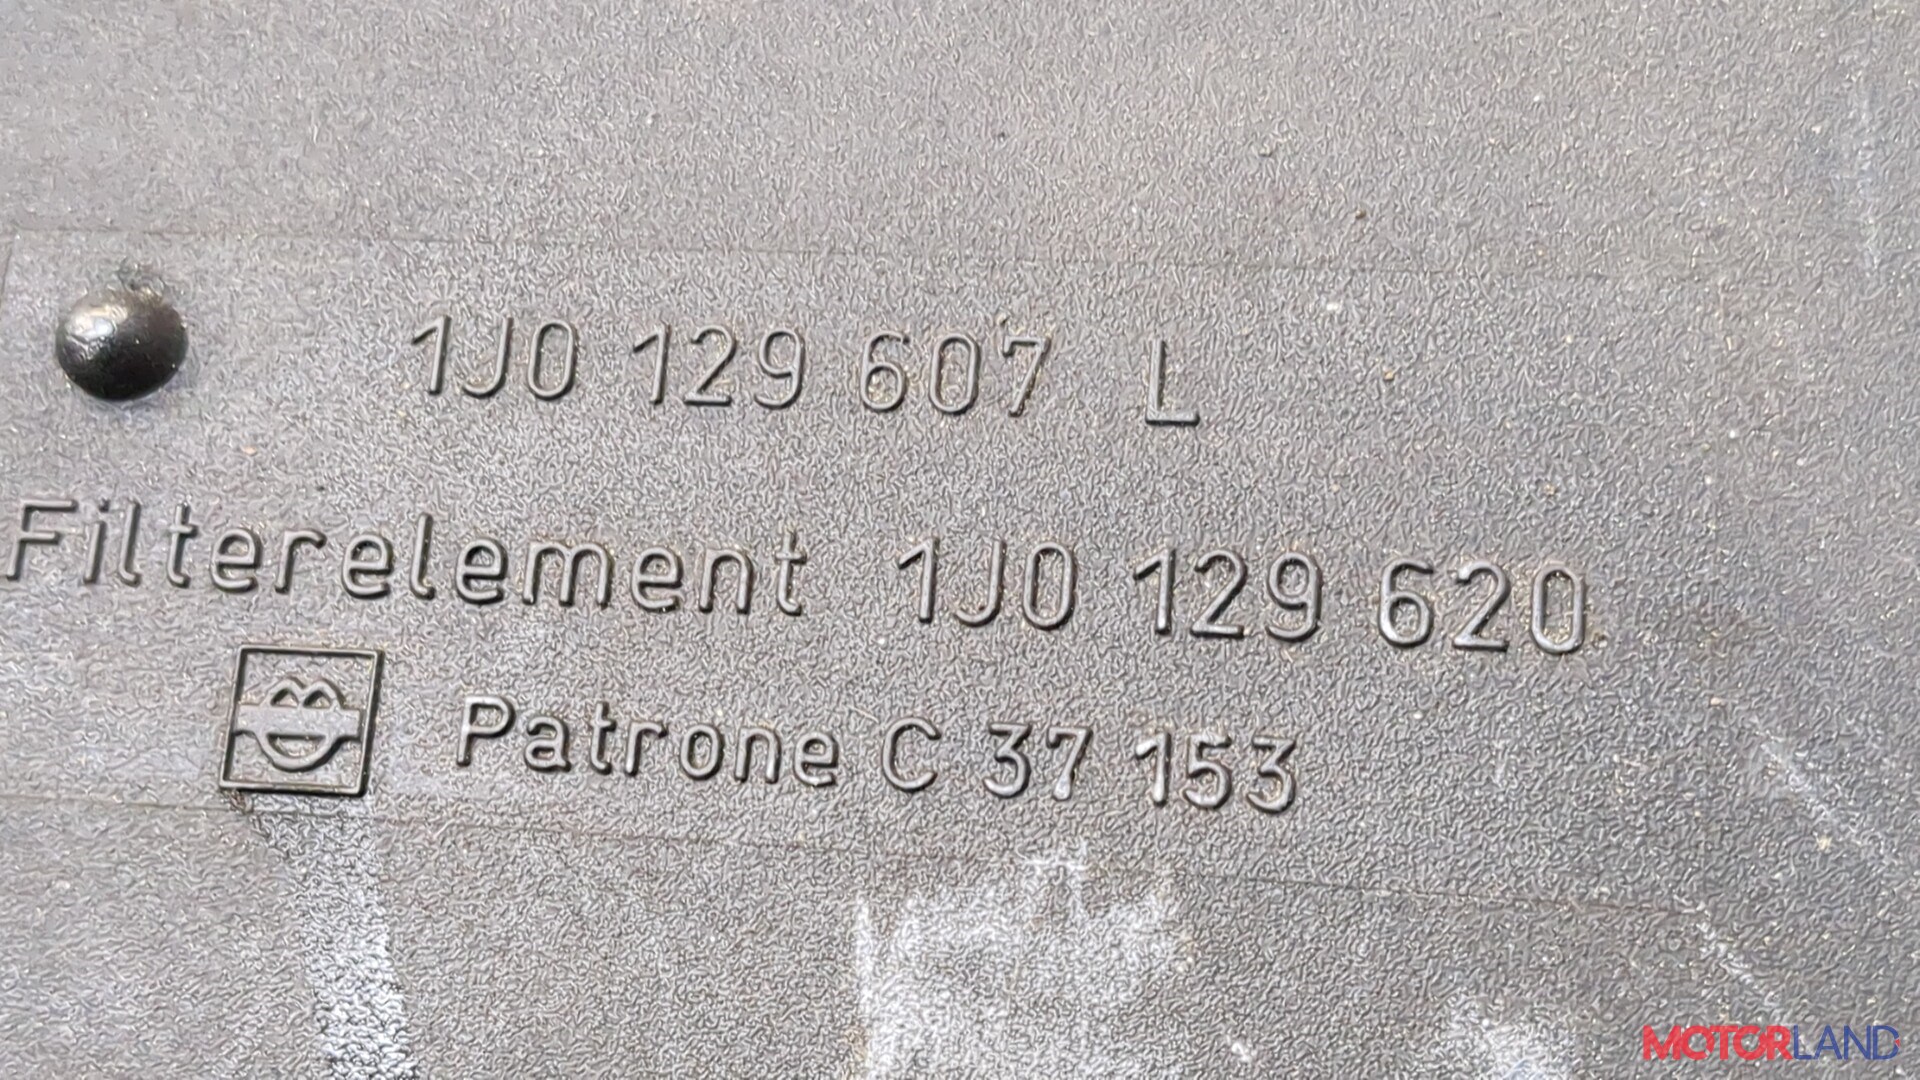 1J0 129 607 L
Filterelement 1J0 129 620
Patrone C 37 153
MOTORLAND